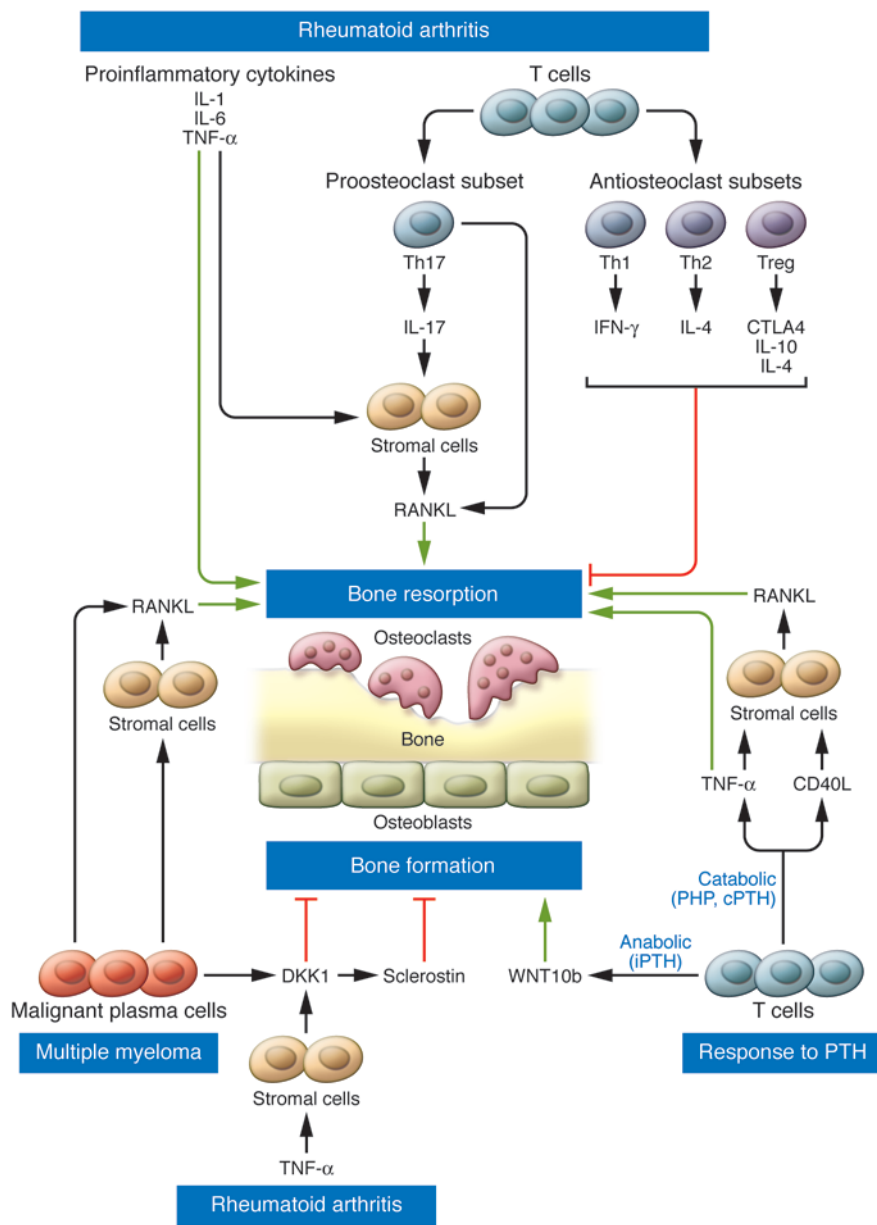 Rheumatoid arthritis
Proinflammatory cytokines
IL-1
IL-6
TNF-α
T cells
Proosteoclast subset
Antiosteoclast subsets
Th17
Th1
Th2
Treg
IL-17
IFN-γ
IL-4
CTLA4
IL-10
IL-4
Stromal cells
RANKL
Bone resorption
RANKL
RANKL
Osteoclasts
Stromal cells
Stromal cells
Bone
TNF-α
CD40L
Osteoblasts
Bone formation
Catabolic
(PHP, cPTH)
Anabolic
(iPTH)
DKK1
Sclerostin
WNT10b
Malignant plasma cells
T cells
Multiple myeloma
Response to PTH
Stromal cells
TNF-α
Rheumatoid arthritis